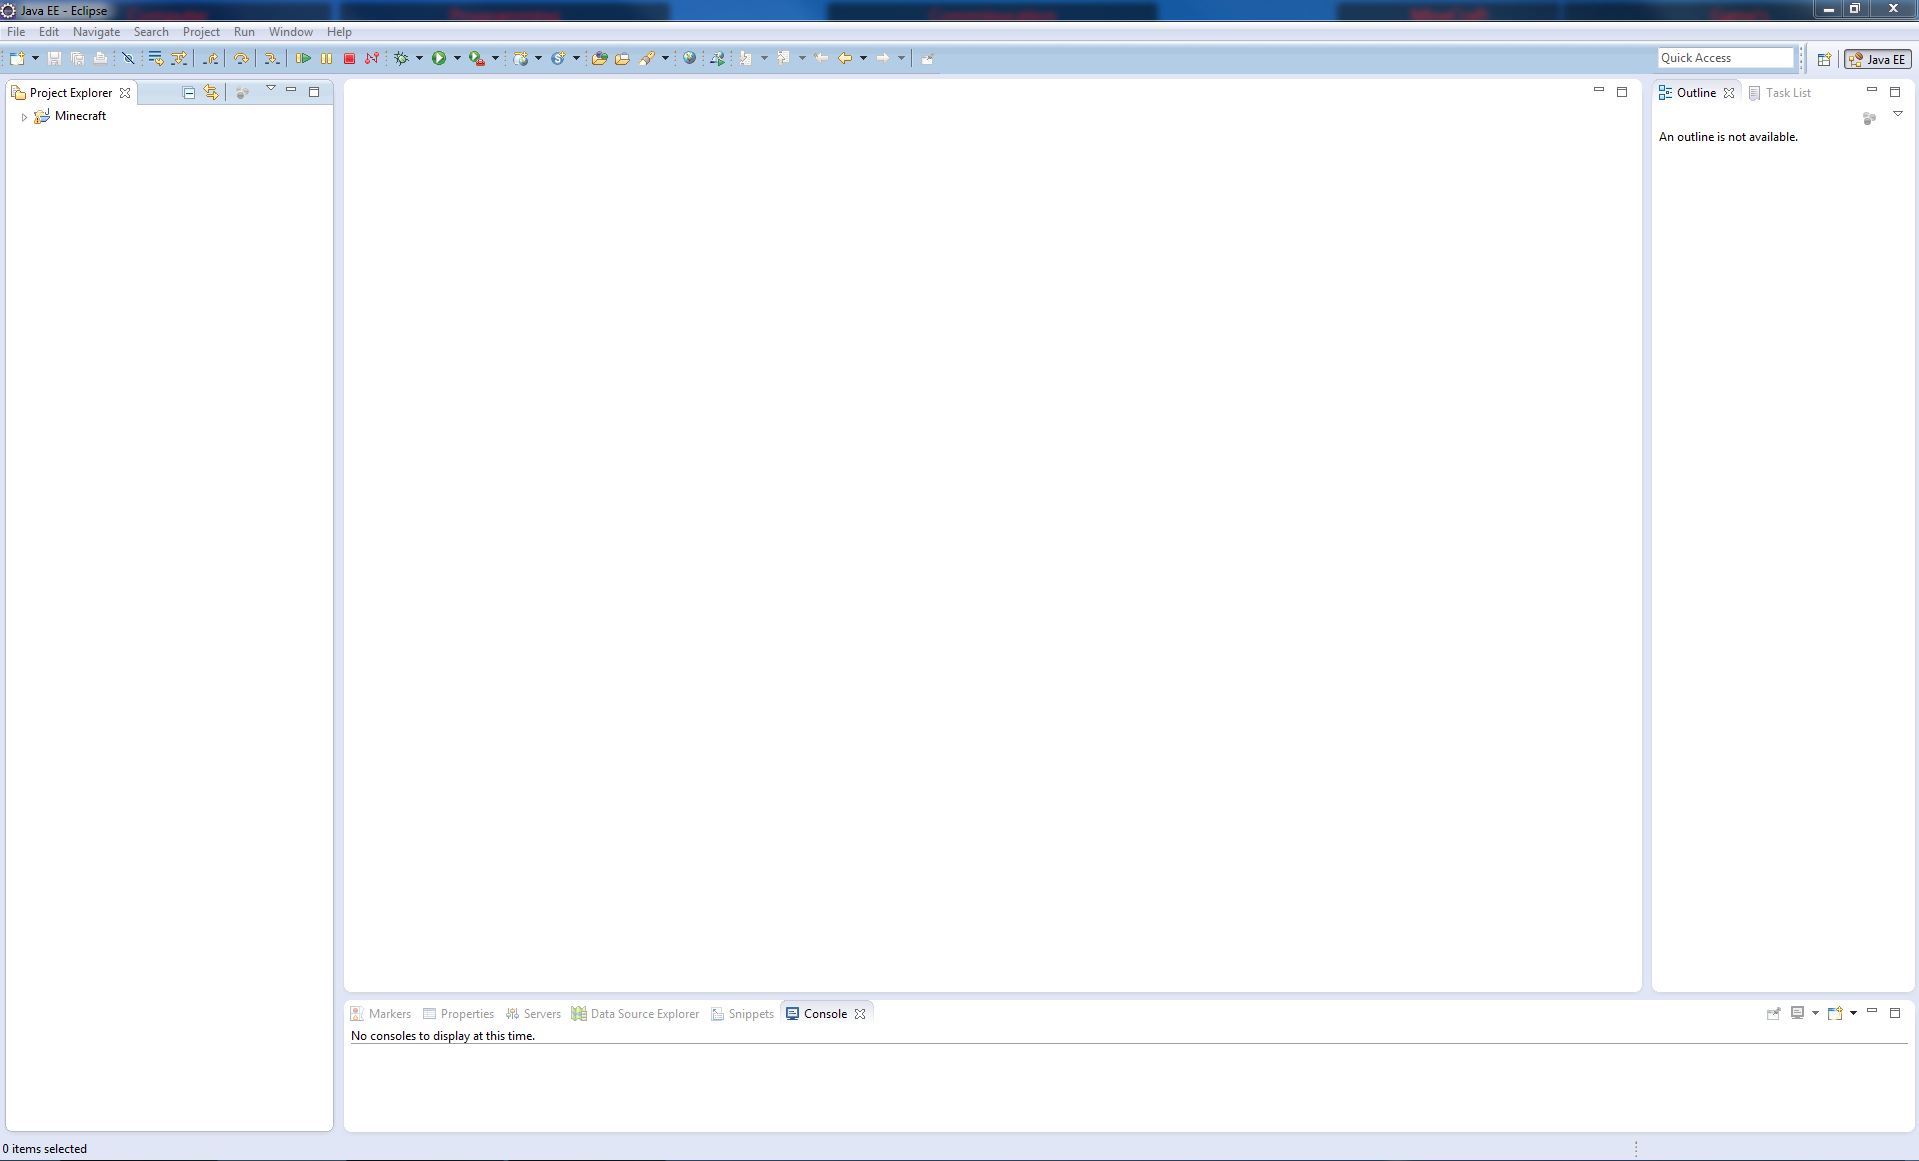 Java EE - Eclipse
File Edit Navigate Search Project Run Window Help
Quick Access
Java EE
Project Explorer
Minecraft
Outline
Task List
An outline is not available.
Markers Properties Servers Data Source Explorer Snippets Console
No consoles to display at this time.
0 items selected